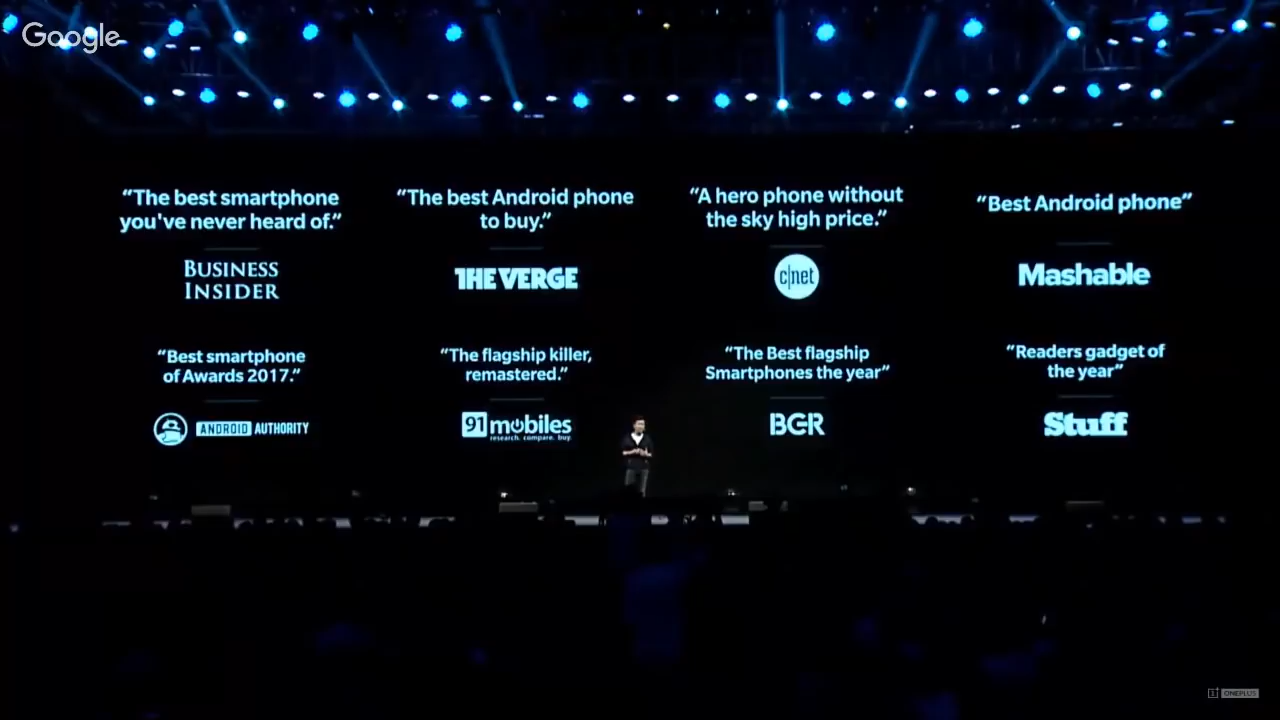 Google
“The best smartphone
you've never heard of.”
BUSINESS
INSIDER
“The best Android phone
to buy.”
THE VERGE
“A hero phone without
the sky high price.”
c|net
“Best Android phone”
Mashable
“Best smartphone
of Awards 2017.”
ANDROID AUTHORITY
“The flagship killer,
remastered.”
91mobiles
research. compare. buy.
“The Best flagship
Smartphones the year”
BGR
“Readers gadget of
the year”
Stuff
1+ ONEPLUS